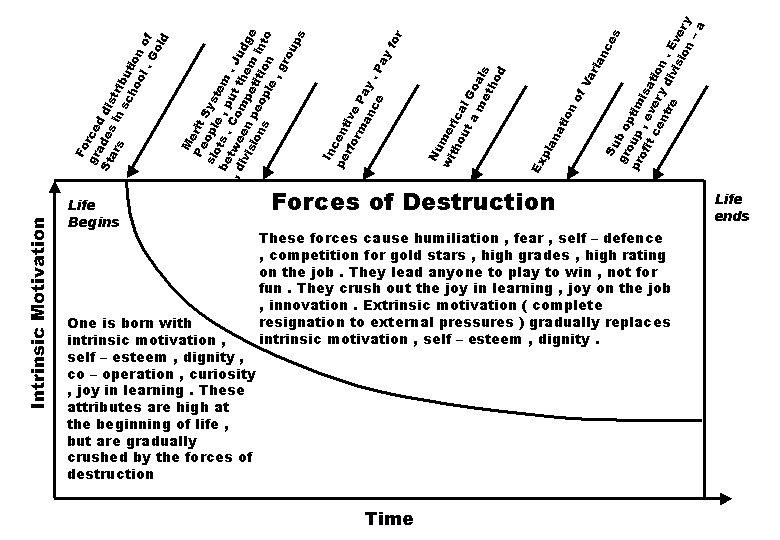 Forced distribution of
grades in school - Gold
Stars
Merit System - Judge
People , put them into
slots - Competition
between people , groups
, divisions
Incentive Pay - Pay for
performance
Numerical Goals
without a method
Explanation of Variances
Sub optimisation - Every
group , every division – a
profit centre
Life
Begins
Forces of Destruction
Life
ends
These forces cause humiliation , fear , self – defence
, competition for gold stars , high grades , high rating
on the job . They lead anyone to play to win , not for
fun . They crush out the joy in learning , joy on the job
, innovation . Extrinsic motivation ( complete
resignation to external pressures ) gradually replaces
intrinsic motivation , self – esteem , dignity .
One is born with
intrinsic motivation ,
self – esteem , dignity ,
co – operation , curiosity
, joy in learning . These
attributes are high at
the beginning of life ,
but are gradually
crushed by the forces of
destruction
Intrinsic Motivation
Time